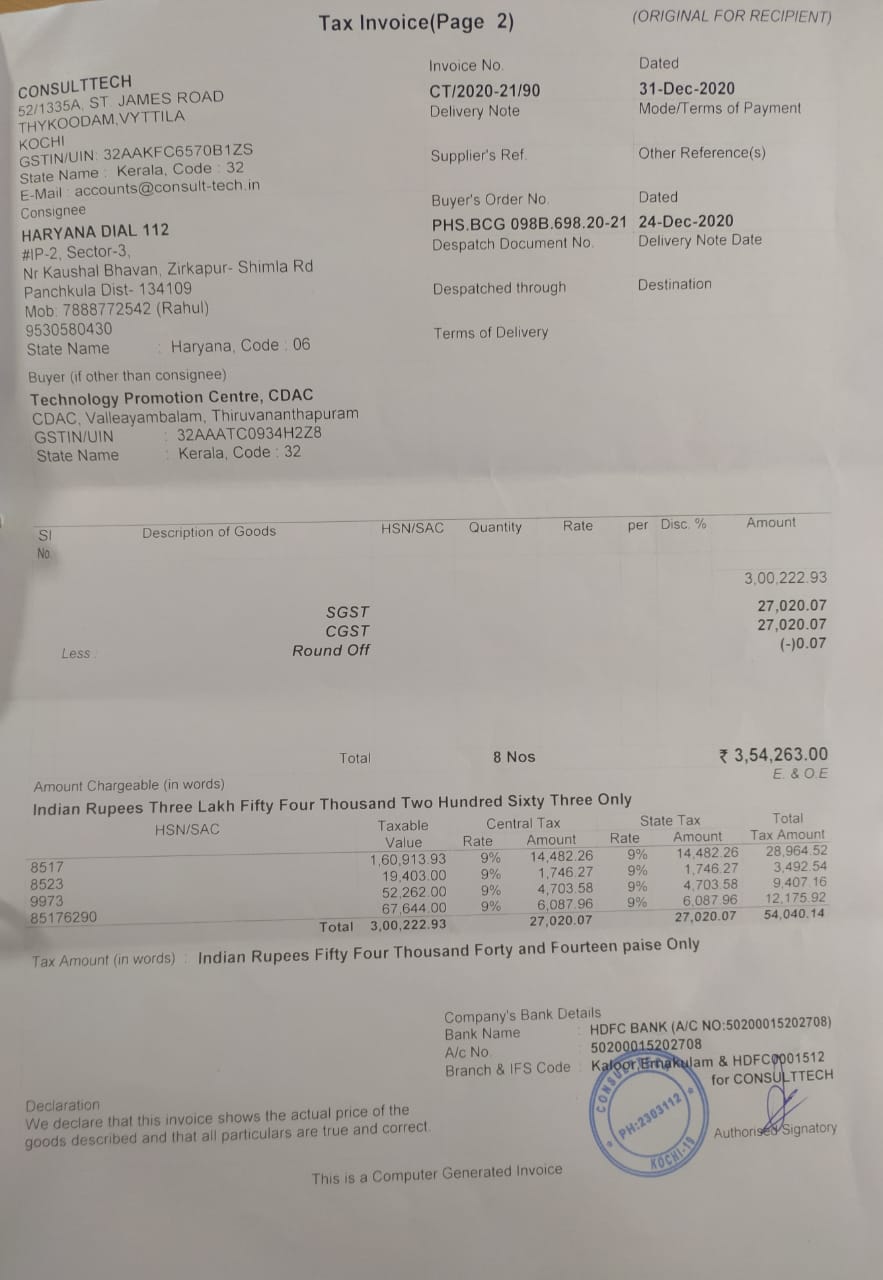 Tax Invoice(Page 2)
(ORIGINAL FOR RECIPIENT)
CONSULTTECH
52/1335A, ST. JAMES ROAD
THYKOODAM,VYTTILA
KOCHI
GSTIN/UIN: 32AAKFC6570B1ZS
State Name : Kerala, Code : 32
E-Mail : accounts@consult-tech.in
Invoice No.
CT/2020-21/90
Dated
31-Dec-2020
Delivery Note
Mode/Terms of Payment
Supplier's Ref.
Other Reference(s)
Consignee
HARYANA DIAL 112
#IP-2, Sector-3,
Nr Kaushal Bhavan, Zirkapur- Shimla Rd
Panchkula Dist- 134109
Mob: 7888772542 (Rahul)
9530580430
State Name : Haryana, Code : 06
Buyer's Order No.
PHS.BCG 098B.698.20-21
Dated
24-Dec-2020
Despatch Document No.
Delivery Note Date
Despatched through
Destination
Terms of Delivery
Buyer (if other than consignee)
Technology Promotion Centre, CDAC
CDAC, Valleayambalam, Thiruvananthapuram
GSTIN/UIN : 32AAATC0934H2Z8
State Name : Kerala, Code : 32
Sl No. Description of Goods HSN/SAC Quantity Rate per Disc. % Amount
3,00,222.93
SGST 27,020.07
CGST 27,020.07
Less : Round Off (-)0.07
Total 8 Nos ₹ 3,54,263.00
Amount Chargeable (in words) E. & O.E
Indian Rupees Three Lakh Fifty Four Thousand Two Hundred Sixty Three Only
HSN/SAC Taxable Value Central Tax Rate Amount State Tax Rate Amount Total Tax Amount
8517 1,60,913.93 9% 14,482.26 9% 14,482.26 28,964.52
8523 19,403.00 9% 1,746.27 9% 1,746.27 3,492.54
9973 52,262.00 9% 4,703.58 9% 4,703.58 9,407.16
85176290 67,644.00 9% 6,087.96 9% 6,087.96 12,175.92
Total 3,00,222.93 27,020.07 27,020.07 54,040.14
Tax Amount (in words) : Indian Rupees Fifty Four Thousand Forty and Fourteen paise Only
Company's Bank Details
Bank Name : HDFC BANK (A/C NO:50200015202708)
A/c No. : 50200015202708
Branch & IFS Code : Kaloor,Ernakulam & HDFC0001512
for CONSULTTECH
PH:2303112
KOCHI-19
Authorised Signatory
Declaration
We declare that this invoice shows the actual price of the
goods described and that all particulars are true and correct.
This is a Computer Generated Invoice